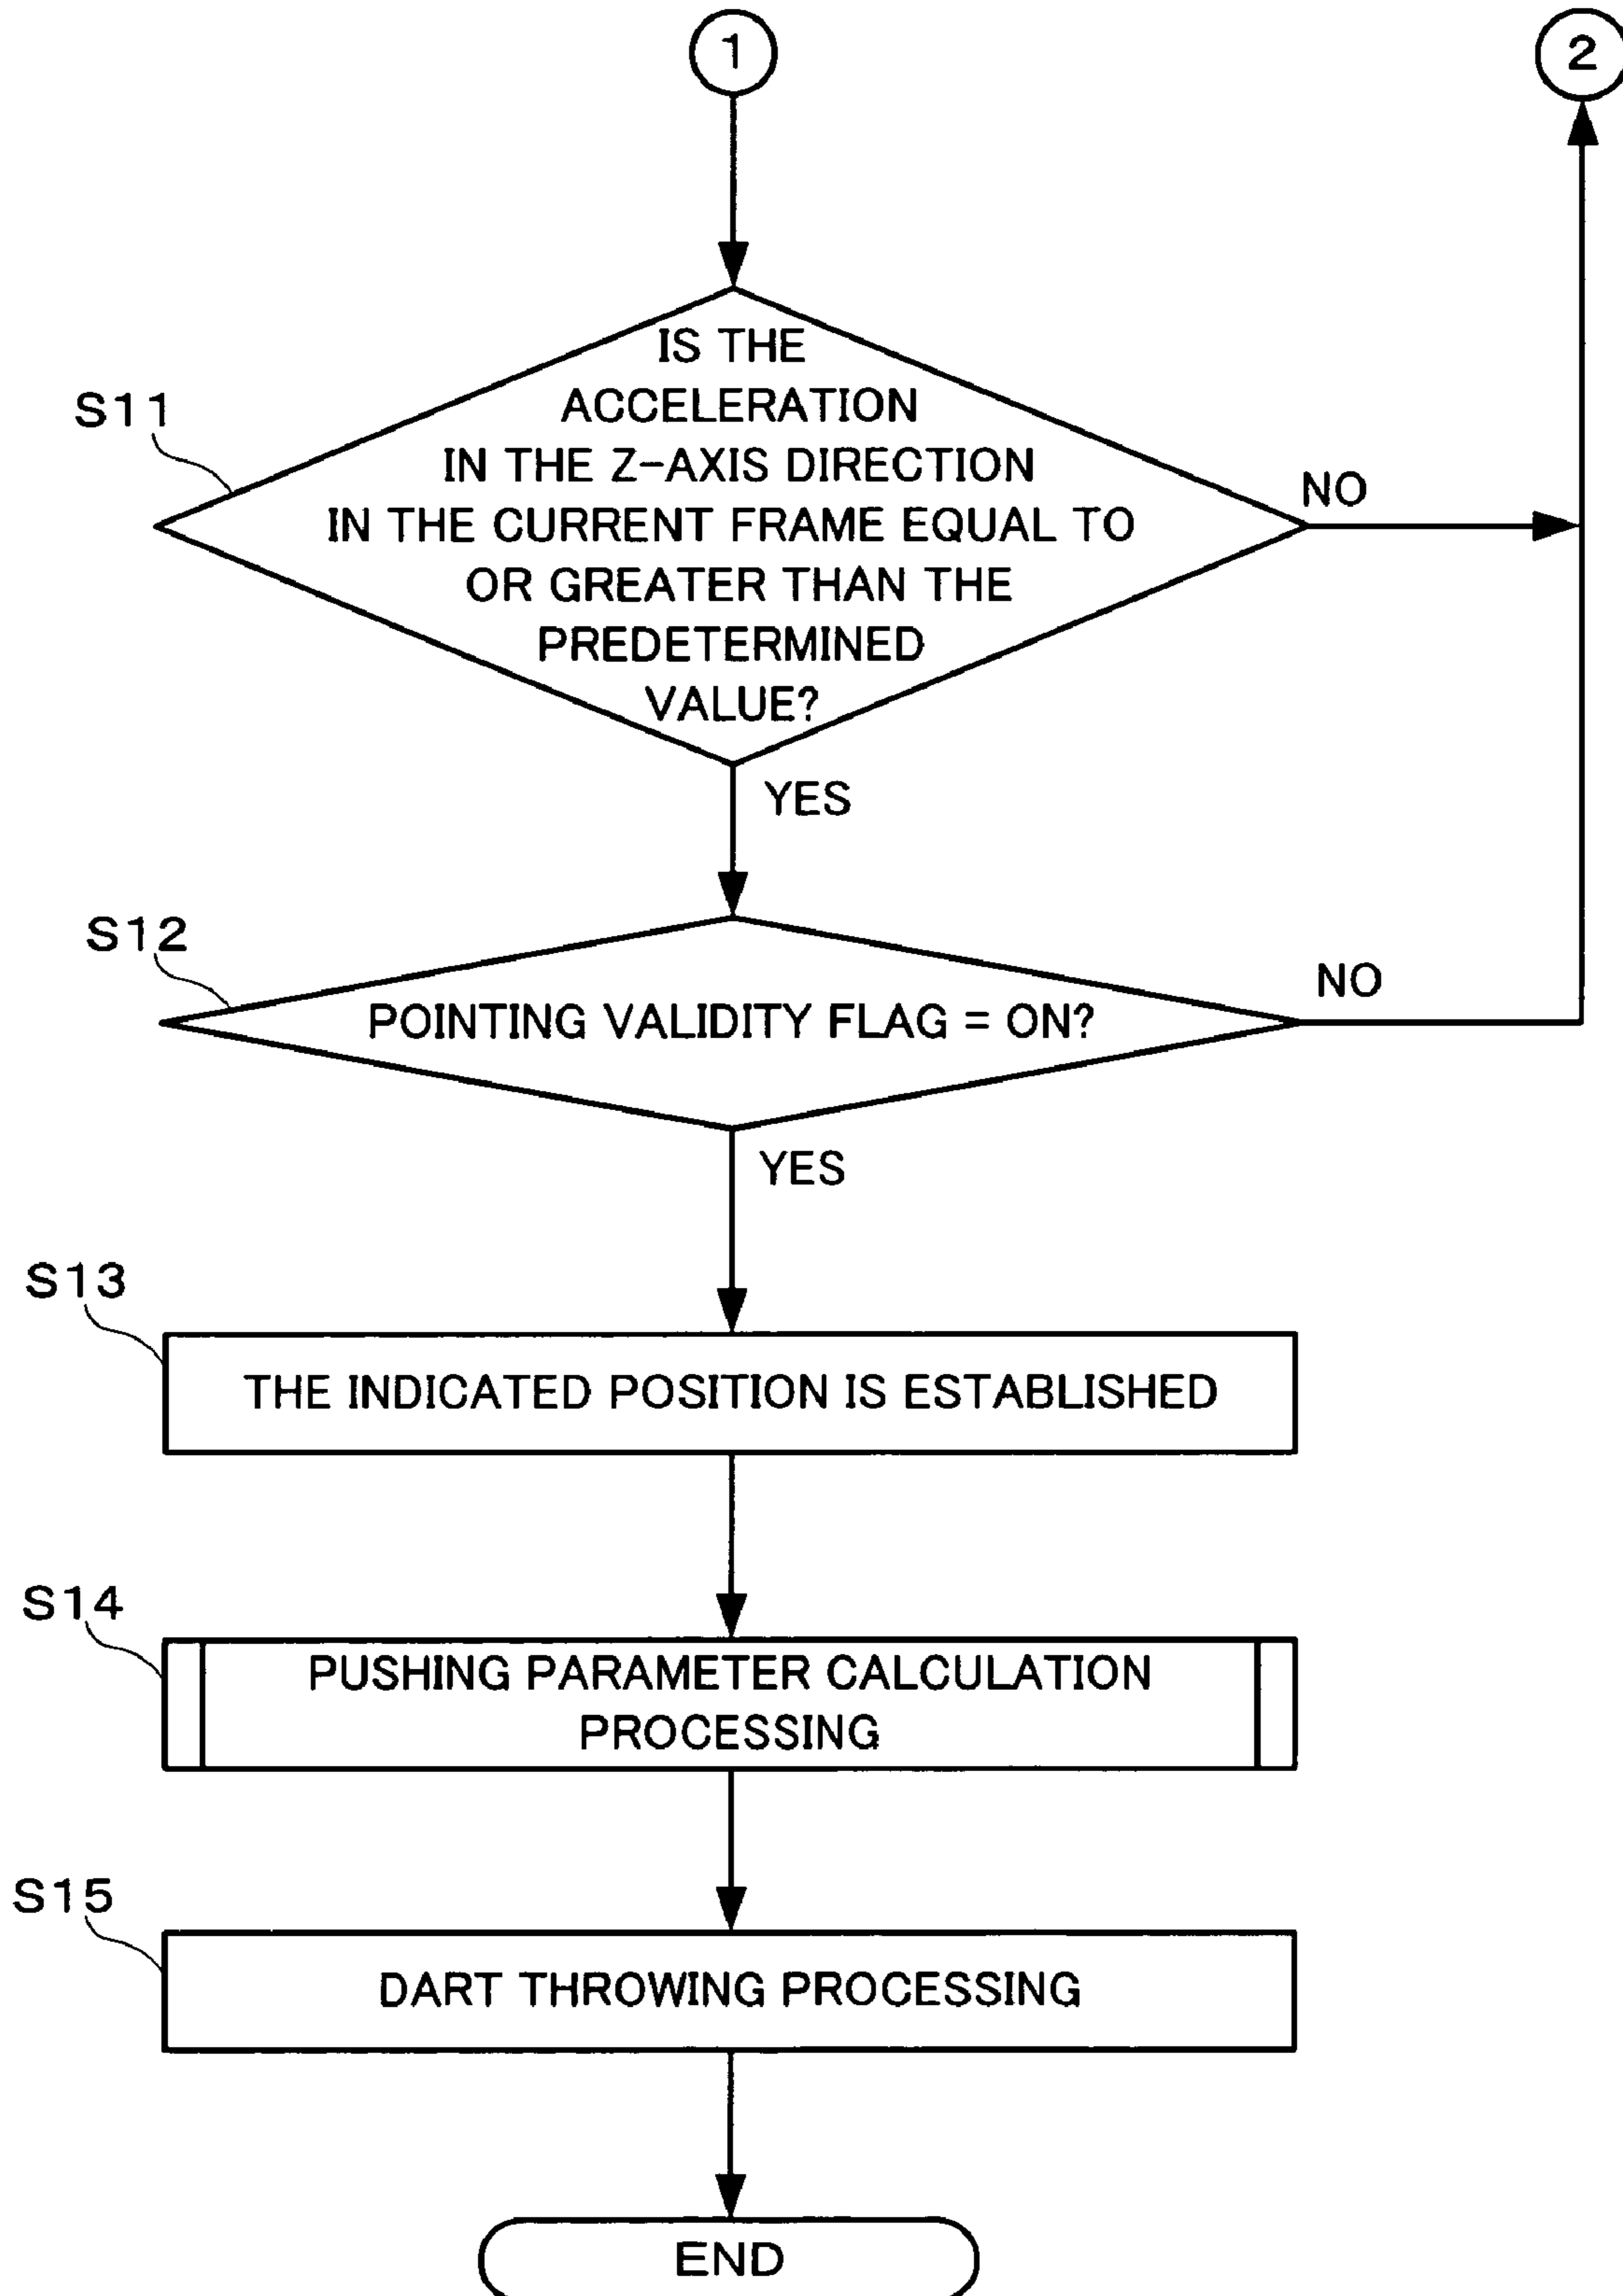 1
2
S11
IS THE
ACCELERATION
IN THE Z-AXIS DIRECTION
IN THE CURRENT FRAME EQUAL TO
OR GREATER THAN THE
PREDETERMINED
VALUE?
NO
YES
S12
POINTING VALIDITY FLAG = ON?
NO
YES
S13
THE INDICATED POSITION IS ESTABLISHED
S14
PUSHING PARAMETER CALCULATION
PROCESSING
S15
DART THROWING PROCESSING
END